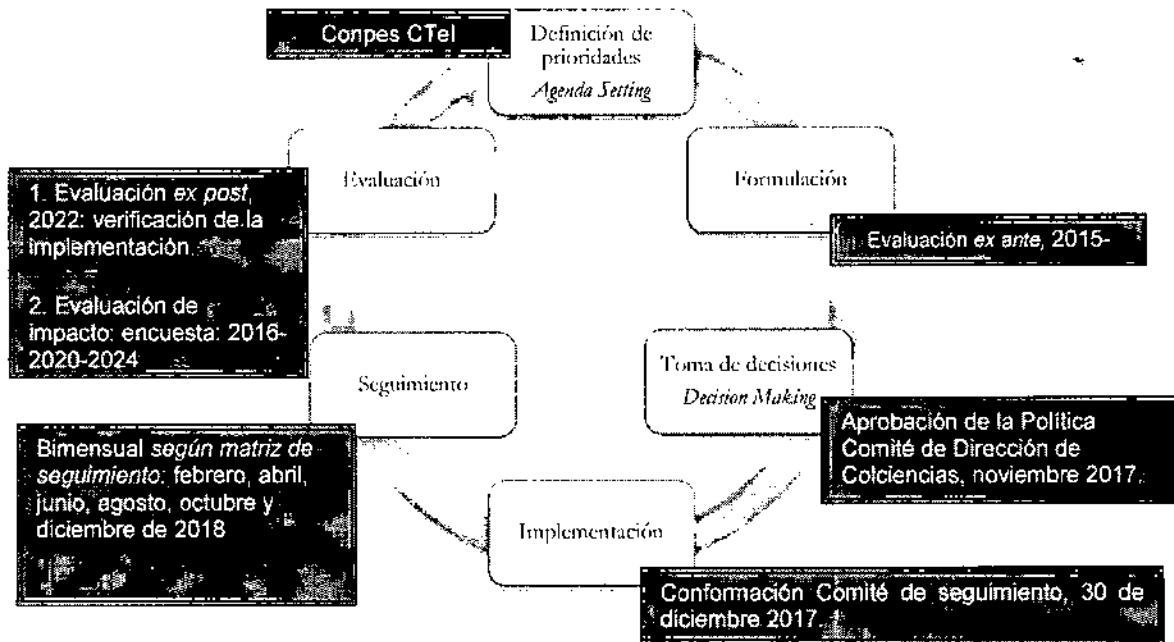 Conpes CTeI
Definición de
prioridades
Agenda Setting
Evaluación
Formulación
1. Evaluación ex post,
2022: verificación de la
implementación.
2. Evaluación de
impacto: encuesta: 2016-
2020-2024
Evaluación ex ante, 2015-
Seguimiento
Toma de decisiones
Decision Making
Bimensual según matriz de
seguimiento: febrero, abril,
junio, agosto, octubre y
diciembre de 2018
Aprobación de la Política
Comité de Dirección de
Colciencias, noviembre 2017.
Implementación
Conformación Comité de seguimiento, 30 de
diciembre 2017.